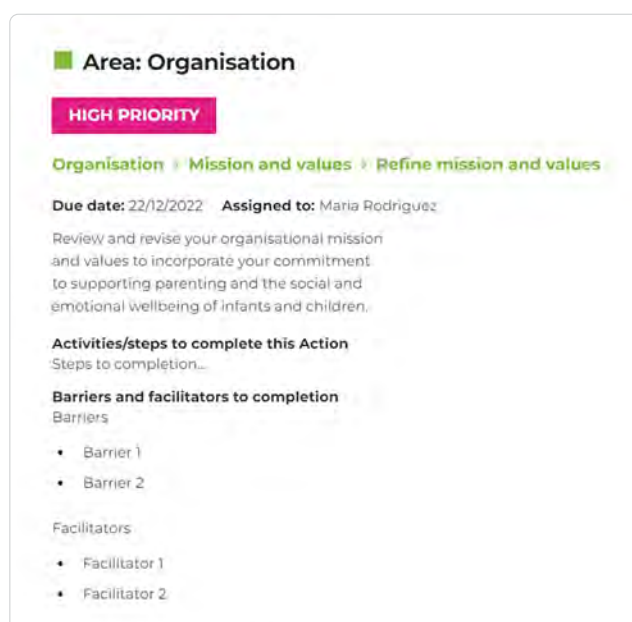 Area: Organisation
HIGH PRIORITY
Organisation › Mission and values › Refine mission and values
Due date: 22/12/2022 Assigned to: Maria Rodriguez
Review and revise your organisational mission
and values to incorporate your commitment
to supporting parenting and the social and
emotional wellbeing of infants and children.
Activities/steps to complete this Action
Steps to completion...
Barriers and facilitators to completion
Barriers
• Barrier 1
• Barrier 2
Facilitators
• Facilitator 1
• Facilitator 2